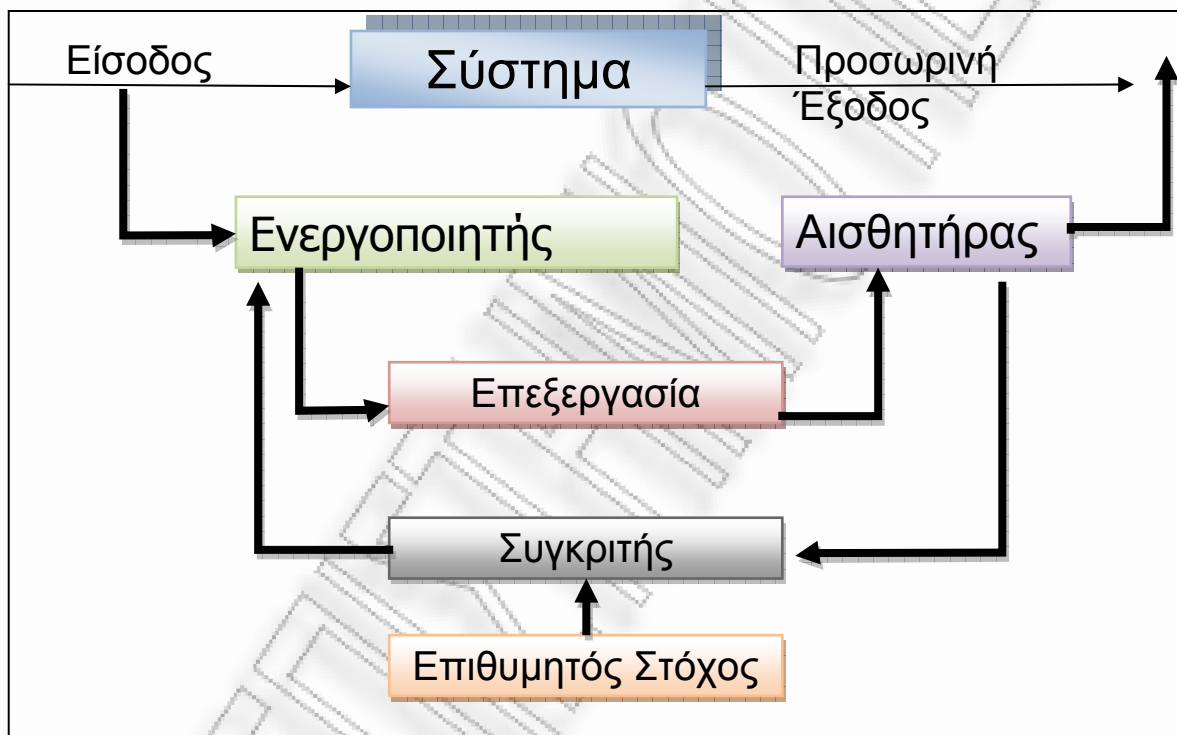 Είσοδος
Σύστημα
Προσωρινή
Έξοδος
Ενεργοποιητής
Αισθητήρας
Επεξεργασία
Συγκριτής
Επιθυμητός Στόχος